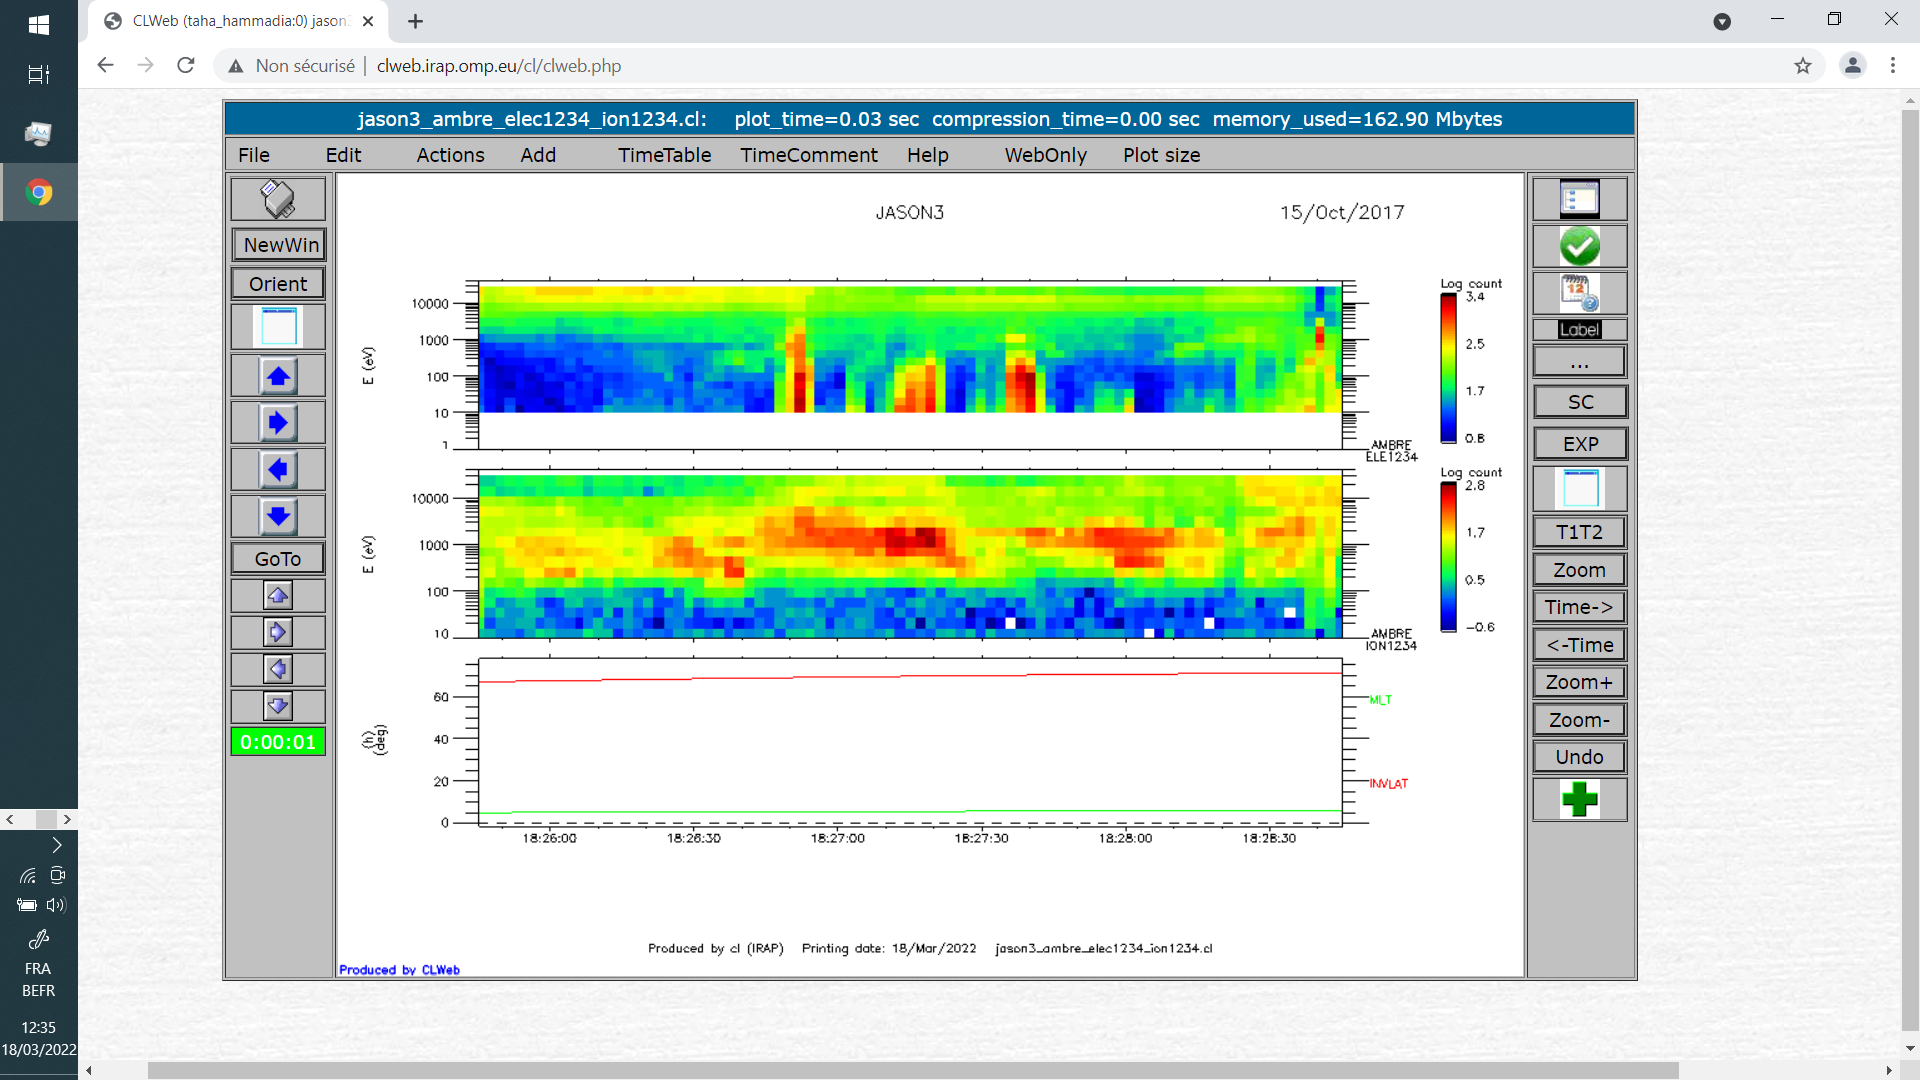 CLWeb (taha_hammadia:0) jason3
Non sécurisé | clweb.irap.omp.eu/cl/clweb.php
jason3_ambre_elec1234_ion1234.cl: plot_time=0.03 sec compression_time=0.00 sec memory_used=162.90 Mbytes
File Edit Actions Add TimeTable TimeComment Help WebOnly Plot size
NewWin
Orient
GoTo
0:00:01
JASON3 15/Oct/2017
Log count
3.4
2.5
1.7
0.8
10000
1000
100
10
1
E (eV)
AMBRE
ELE1234
Log count
2.8
1.7
0.5
-0.6
10000
1000
100
10
E (eV)
AMBRE
ION1234
60
40
20
0
(h)
(deg)
MLT
INVLAT
18:26:00 18:26:30 18:27:00 18:27:30 18:28:00 18:28:30
Produced by cl (IRAP) Printing date: 18/Mar/2022 jason3_ambre_elec1234_ion1234.cl
Produced by CLWeb
12
Label
...
SC
EXP
T1T2
Zoom
Time->
<-Time
Zoom+
Zoom-
Undo
FRA
BEFR
12:35
18/03/2022